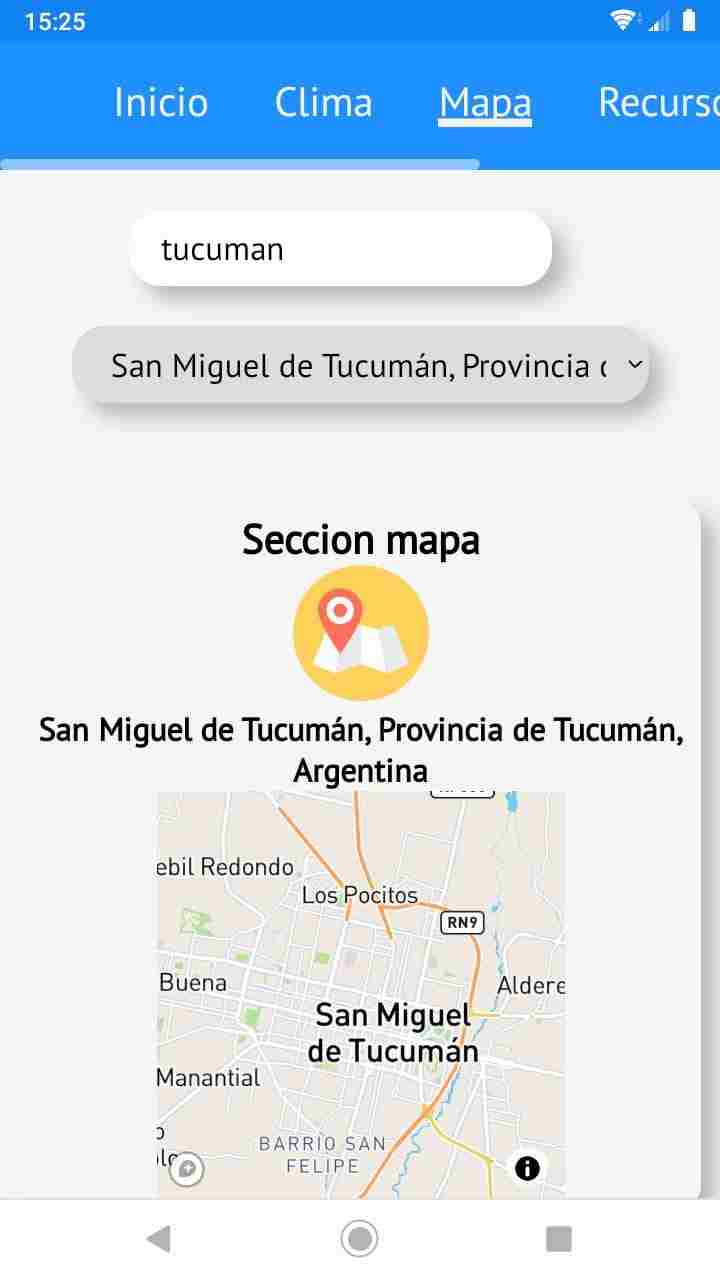 15:25
Inicio Clima Mapa Recurso
tucuman
San Miguel de Tucumán, Provincia
Seccion mapa
San Miguel de Tucumán, Provincia de Tucumán,
Argentina
ebil Redondo
Los Pocitos
RN9
Buena
Aldere
San Miguel
de Tucumán
Manantial
BARRIO SAN
FELIPE